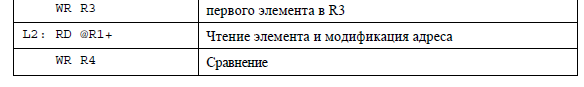 WR R3 первого элемента в R3
L2: RD @R1+ Чтение элемента и модификация адреса
WR R4 Сравнение